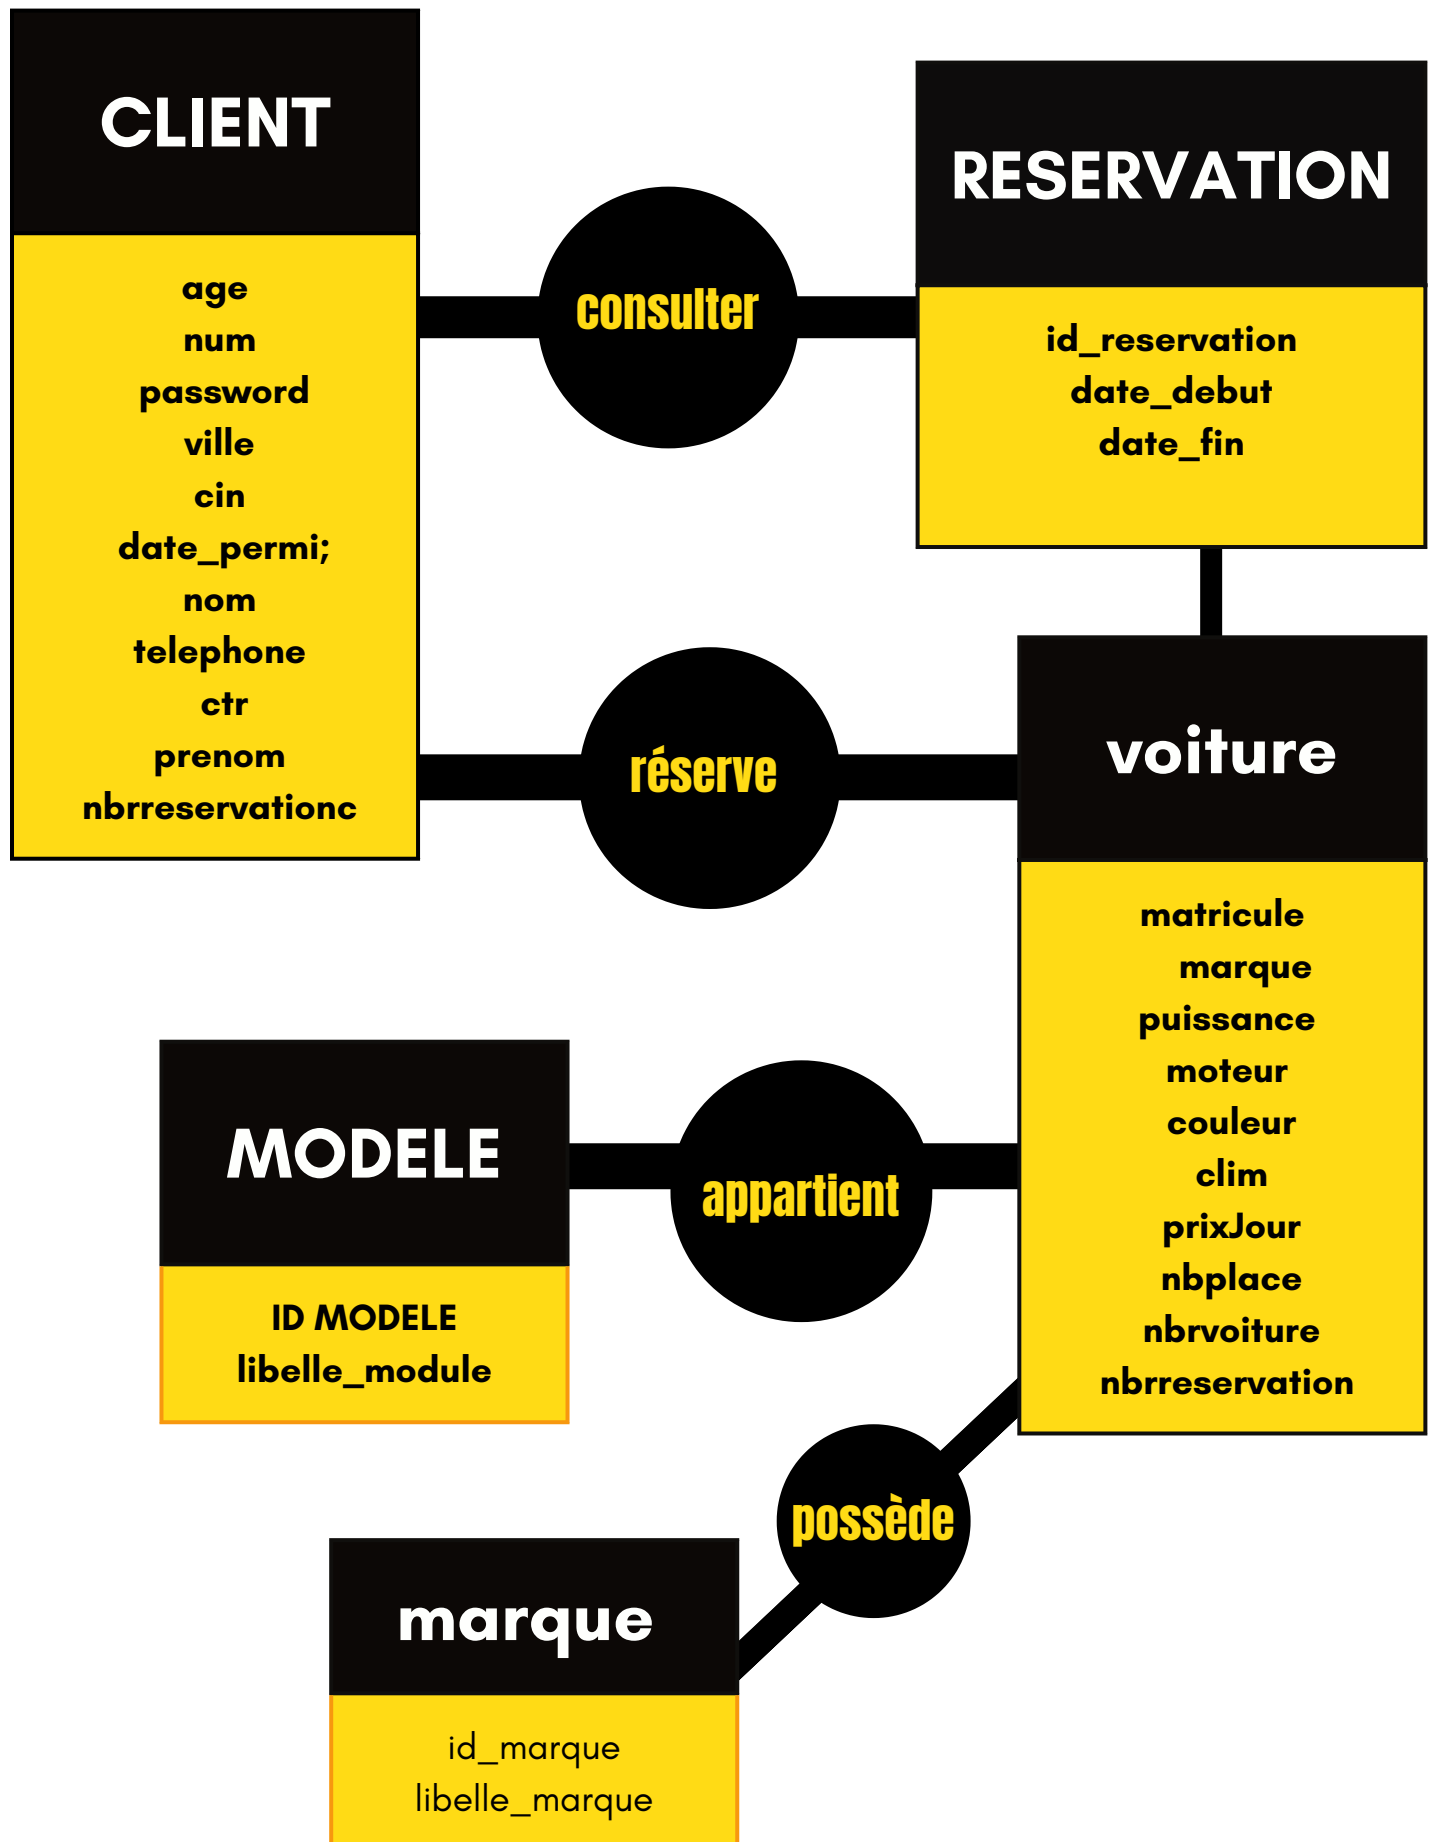 CLIENT
age
num
password
ville
cin
date_permi;
nom
telephone
ctr
prenom
nbrreservationc
consulter
RESERVATION
id_reservation
date_debut
date_fin
réserve
voiture
matricule
marque
puissance
moteur
couleur
clim
prixJour
nbplace
nbrvoiture
nbrreservation
MODELE
ID MODELE
libelle_module
appartient
possède
marque
id_marque
libelle_marque